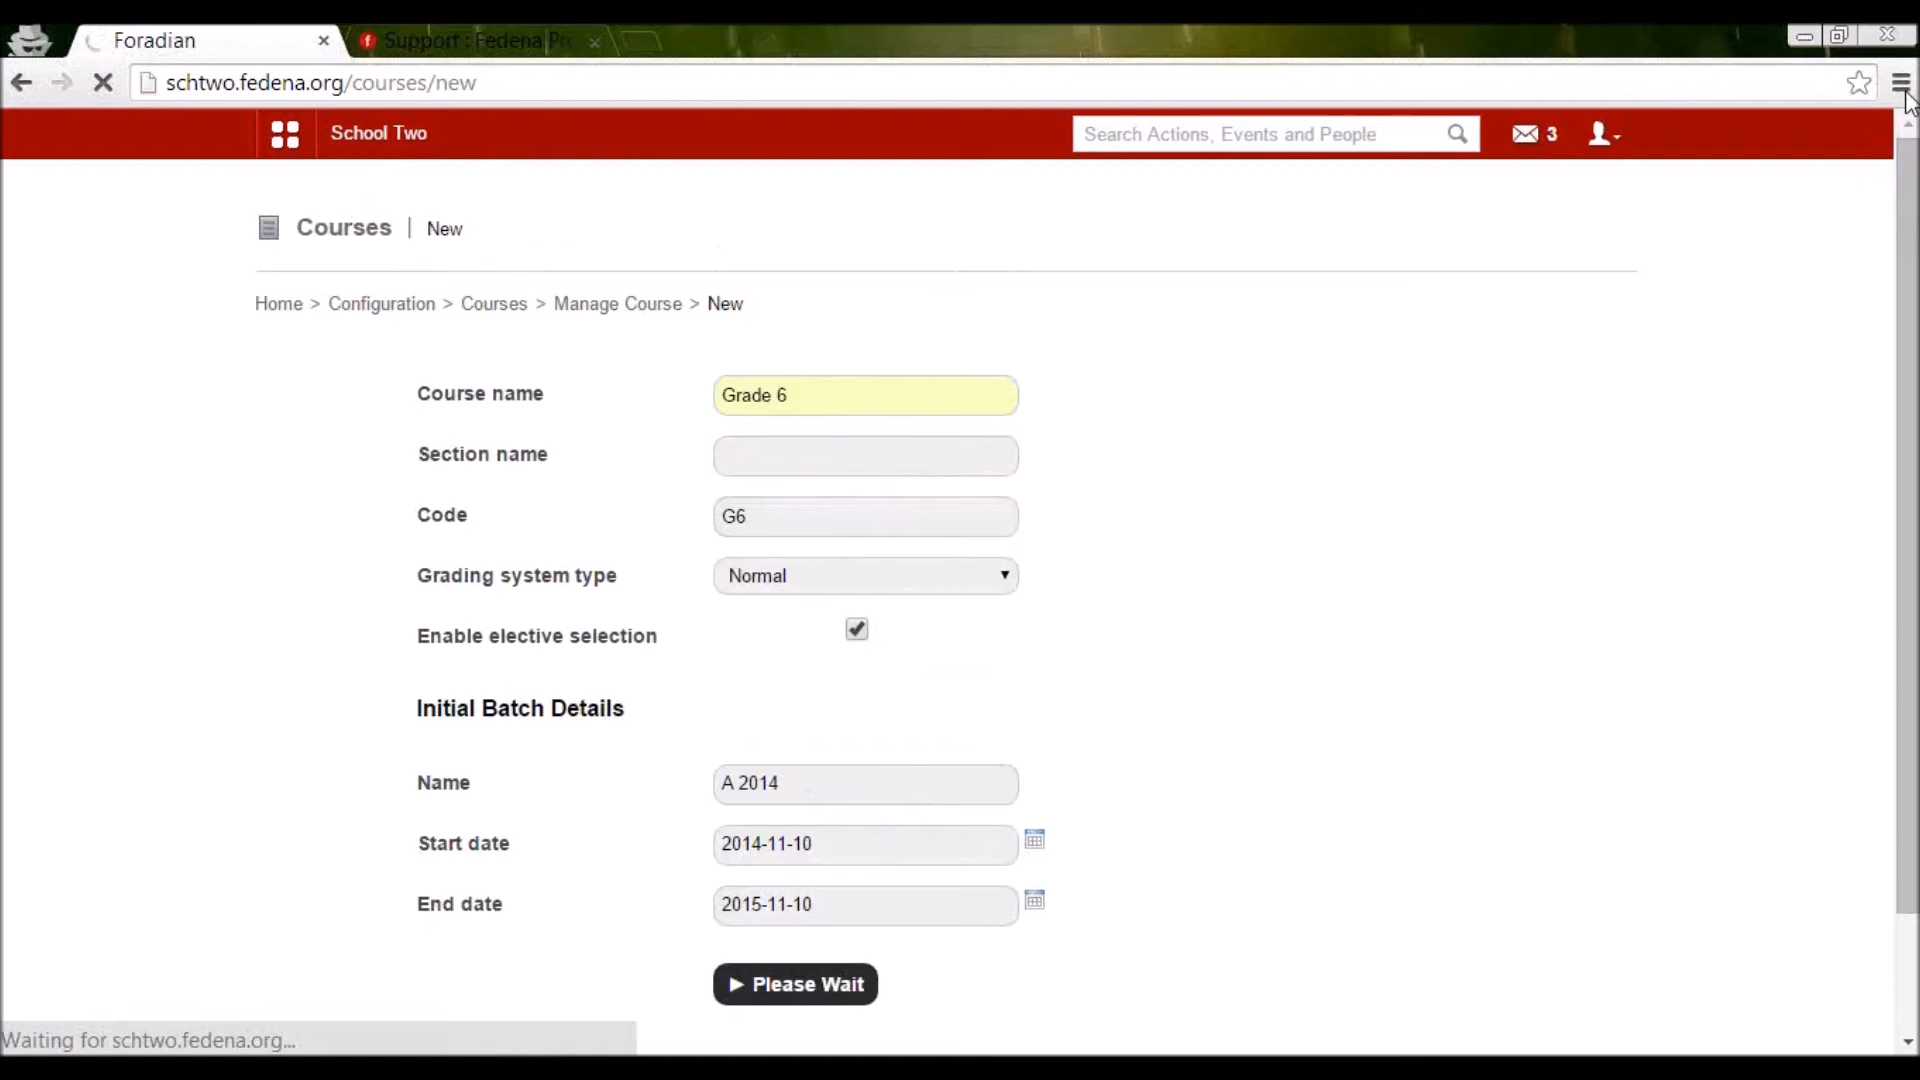 Foradian
Support : Fedena Pr
schtwo.fedena.org/courses/new
School Two
Search Actions, Events and People
3
Courses | New
Home > Configuration > Courses > Manage Course > New
Course name
Grade 6
Section name
Code
G6
Grading system type
Normal
Enable elective selection
Initial Batch Details
Name
A 2014
Start date
2014-11-10
End date
2015-11-10
Please Wait
Waiting for schtwo.fedena.org...